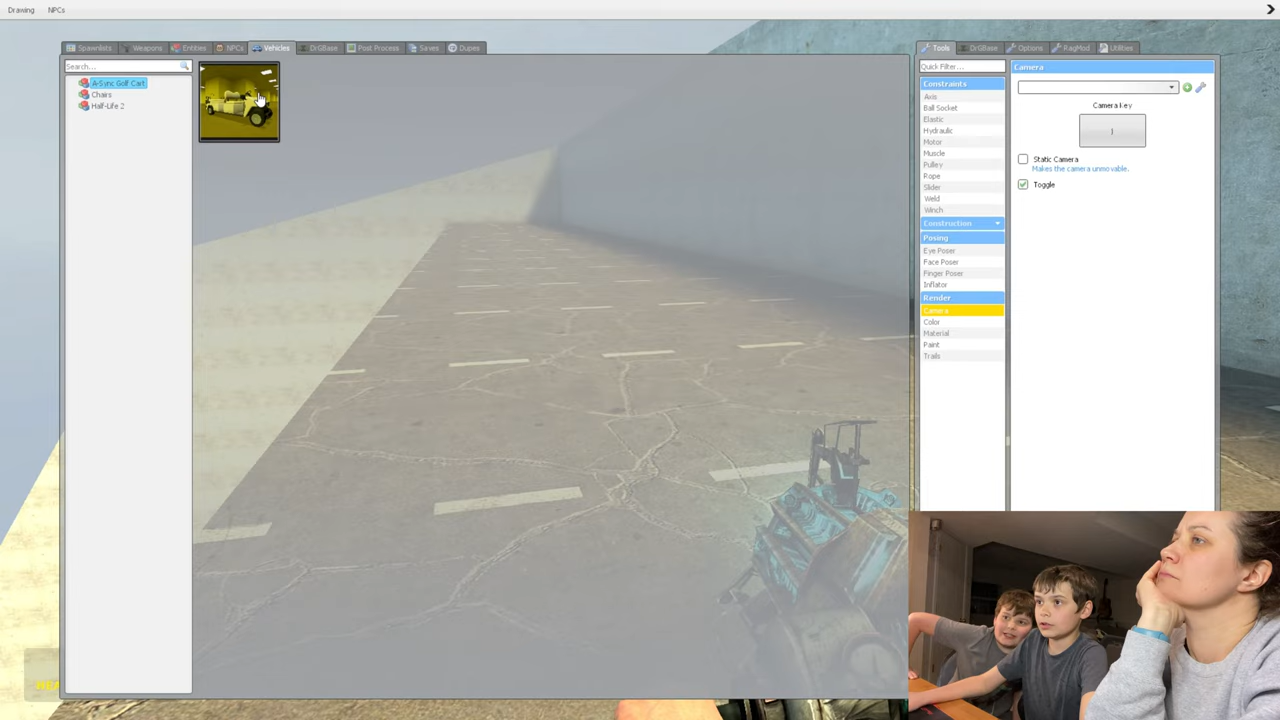 Drawing NPCs
Spawnlists Weapons Entities NPCs Vehicles DrGBase Post Process Saves Dupes
Search...
A-Sync Golf Cart
Chairs
Half-Life 2
Tools DrGBase Options RagMod Utilities
Quick Filter...
Constraints
Axis
Ball Socket
Elastic
Hydraulic
Motor
Muscle
Pulley
Rope
Slider
Weld
Winch
Construction
Posing
Eye Poser
Face Poser
Finger Poser
Inflator
Render
Camera
Color
Material
Paint
Trails
Camera
Camera Key
Static Camera
Makes the camera unmovable.
Toggle